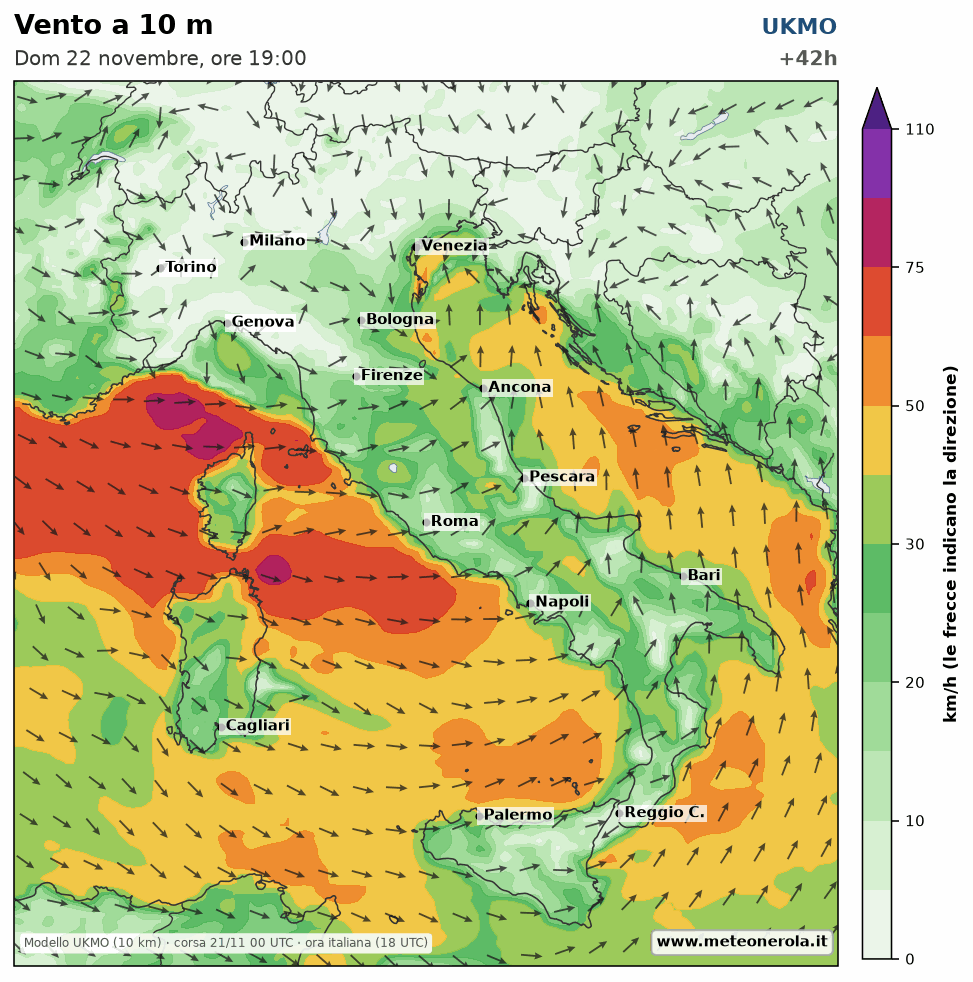 Vento a 10 m
UKMO
Dom 22 novembre, ore 19:00
+42h
110
75
50
30
20
10
0
km/h (le frecce indicano la direzione)
Milano
Venezia
Torino
Genova
Bologna
Firenze
Ancona
Pescara
Roma
Bari
Napoli
Cagliari
Palermo
Reggio C.
Modello UKMO (10 km) · corsa 21/11 00 UTC · ora italiana (18 UTC)
www.meteonerola.it